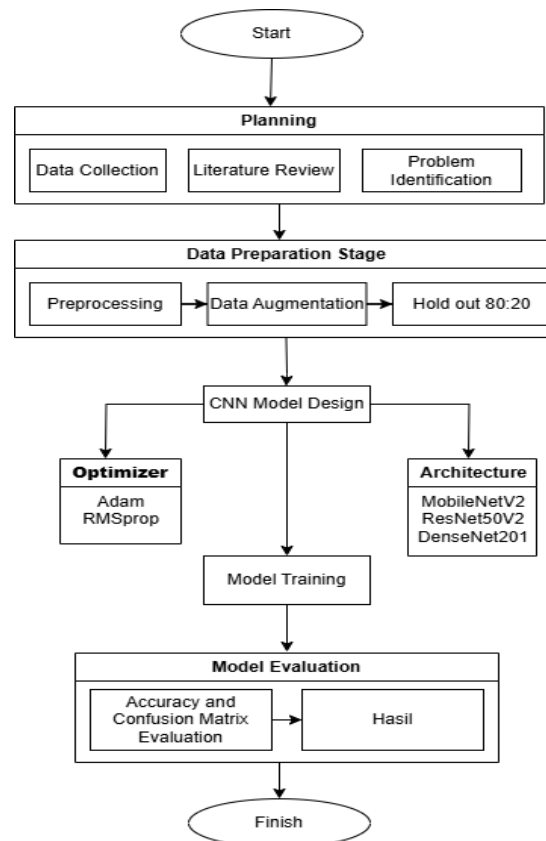 Start
Planning
Data Collection
Literature Review
Problem
Identification
Data Preparation Stage
Preprocessing
Data Augmentation
Hold out 80:20
CNN Model Design
Optimizer
Adam
RMSprop
Architecture
MobileNetV2
ResNet50V2
DenseNet201
Model Training
Model Evaluation
Accuracy and
Confusion Matrix
Evaluation
Hasil
Finish